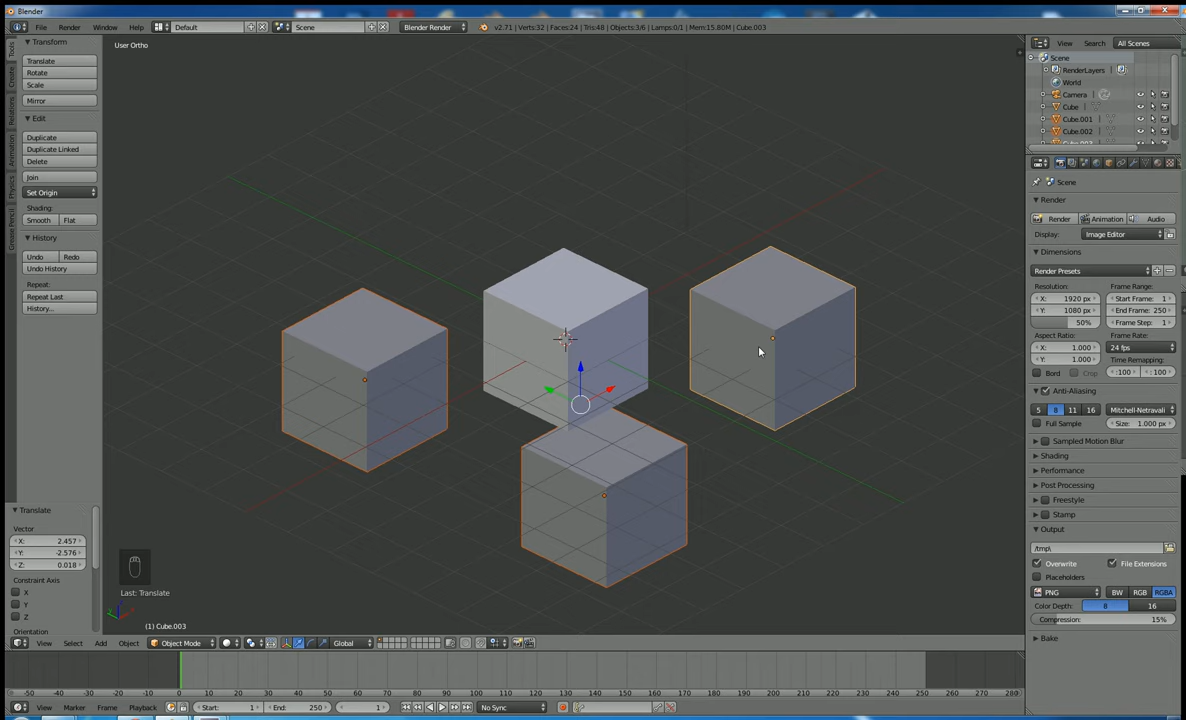 Blender
File Render Window Help Default Scene Blender Render v2.71 | Verts:32 | Faces:24 | Tris:48 | Objects:3/6 | Lamps:0/1 | Mem:15.80M | Cube.003
Tools
Create
Relations
Animation
Physics
Grease Pencil
Transform
Translate
Rotate
Scale
Mirror
Edit
Duplicate
Duplicate Linked
Delete
Join
Set Origin
Shading:
Smooth Flat
History
Undo Redo
Undo History
Repeat:
Repeat Last
History...
Translate
Vector
X: 2.457
Y: -2.576
Z: 0.018
Constraint Axis
X
Y
Z
Orientation
User Ortho
Last: Translate
(1) Cube.003
View Select Add Object Object Mode Global
View Search All Scenes
Scene
RenderLayers
World
Camera
Cube
Cube.001
Cube.002
Cube.003
Scene
Render
Render Animation Audio
Display: Image Editor
Dimensions
Render Presets
Resolution: Frame Range:
X: 1920 px Start Frame: 1
Y: 1080 px End Frame: 250
50% Frame Step: 1
Aspect Ratio: Frame Rate:
X: 1.000 24 fps
Y: 1.000 Time Remapping:
Bord Crop :100 :100
Anti-Aliasing
5 8 11 16 Mitchell-Netravali
Full Sample Size: 1.000 px
Sampled Motion Blur
Shading
Performance
Post Processing
Freestyle
Stamp
Output
/tmp\
Overwrite File Extensions
Placeholders
PNG BW RGB RGBA
Color Depth: 8 16
Compression: 15%
Bake
-50 -40 -30 -20 -10 0 10 20 30 40 50 60 70 80 90 100 110 120 130 140 150 160 170 180 190 200 210 220 230 240 250 260 270 280
View Marker Frame Playback Start: 1 End: 250 1 No Sync